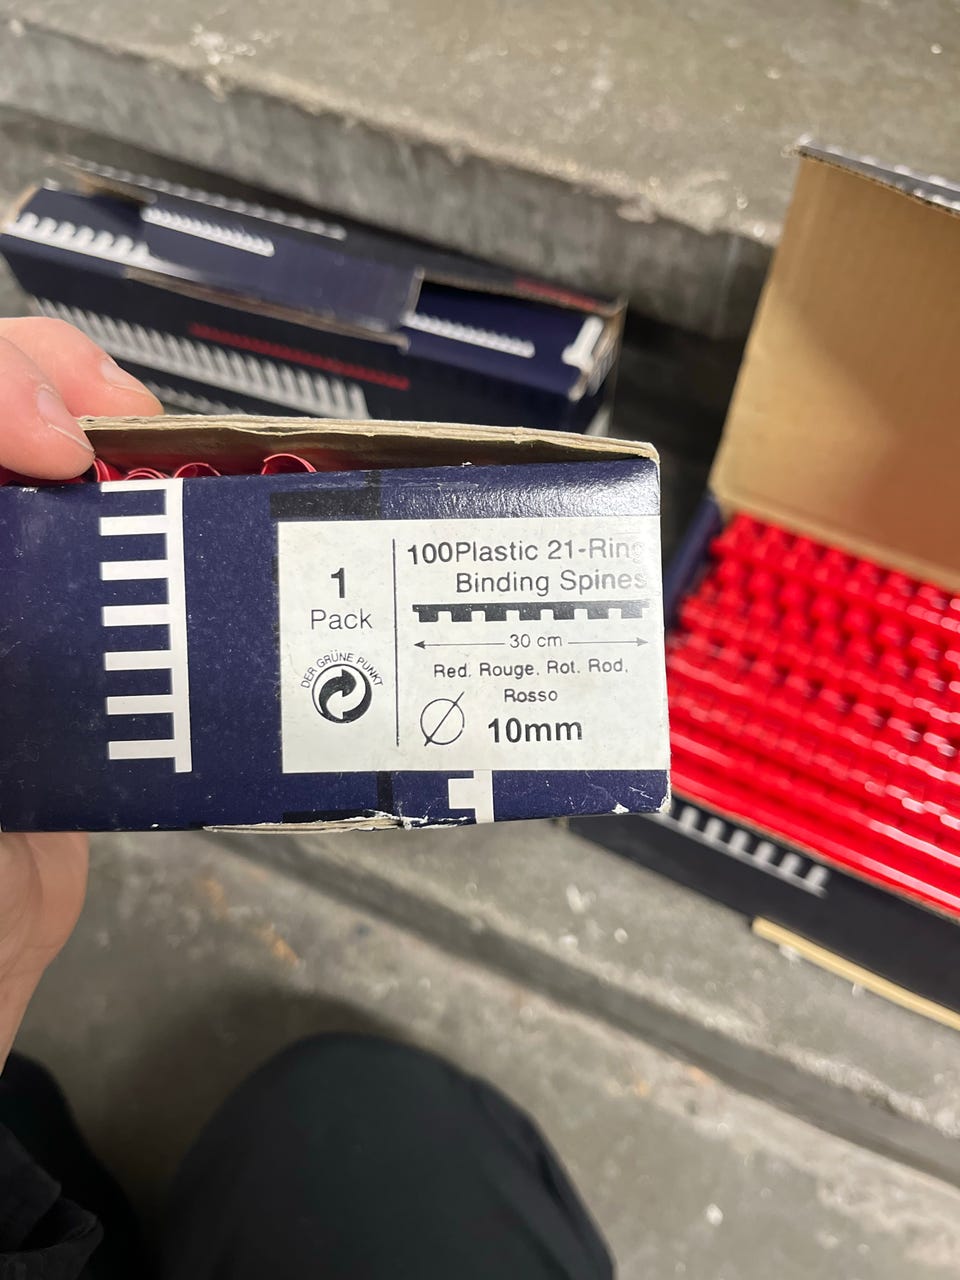 1
Pack
DER GRÜNE PUNKT
100Plastic 21-Ring
Binding Spines
30 cm
Red. Rouge. Rot. Rod.
Rosso
10mm